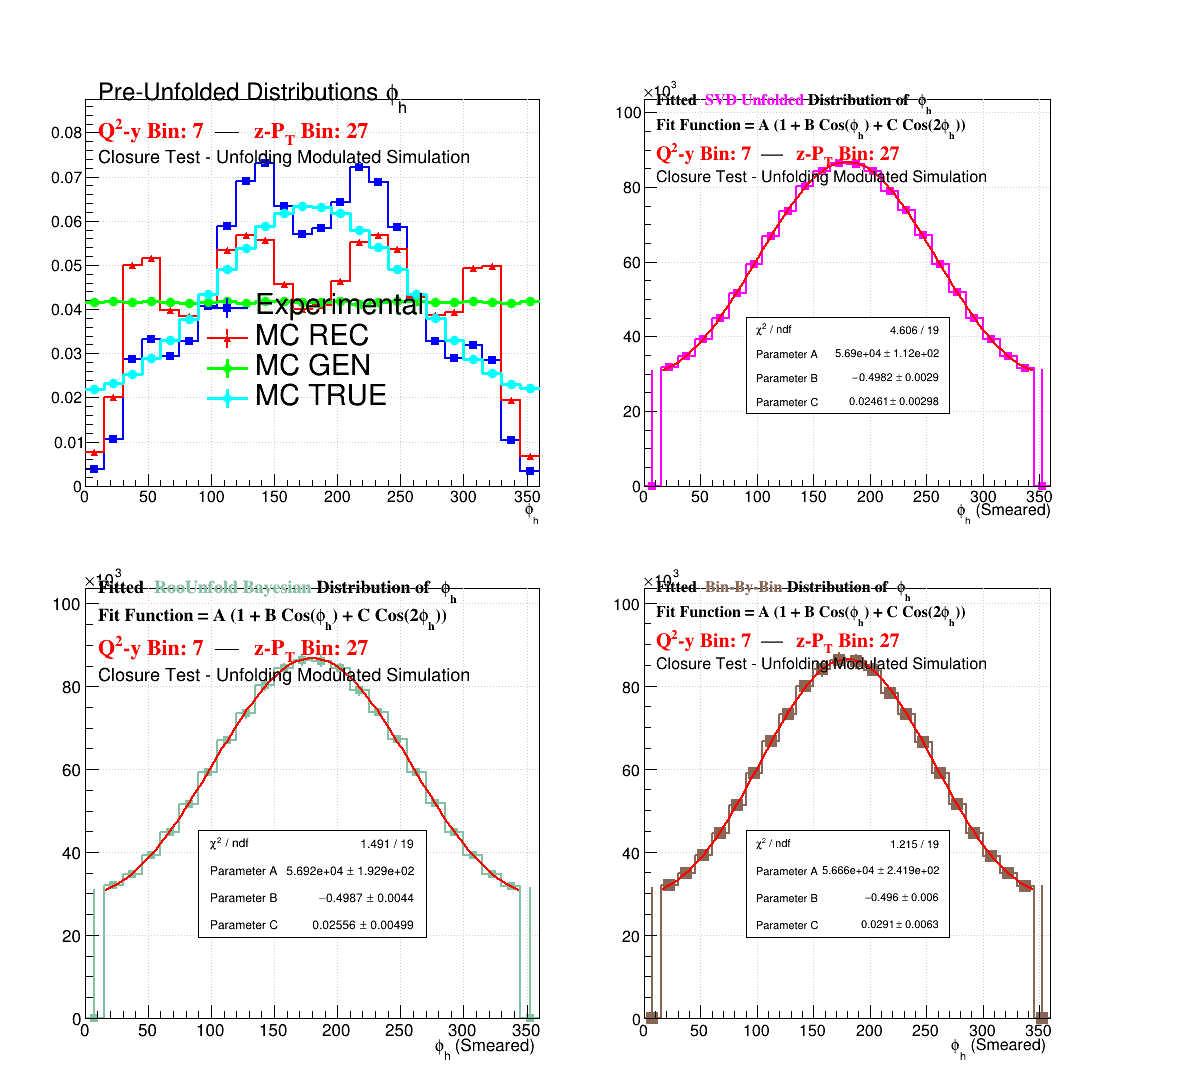 Pre-Unfolded Distributions ϕh
Q²-y Bin: 7 — z-PT Bin: 27
Closure Test - Unfolding Modulated Simulation
0.08
0.07
0.06
0.05
0.04
0.03
0.02
0.01
0
Experimental
MC REC
MC GEN
MC TRUE
0 50 100 150 200 250 300 350
ϕh
×10³
Fitted SVD Unfolded Distribution of ϕh
Fit Function = A (1 + B Cos(ϕh) + C Cos(2ϕh))
Q²-y Bin: 7 — z-PT Bin: 27
Closure Test - Unfolding Modulated Simulation
100
80
60
40
20
0
χ² / ndf 4.606 / 19
Parameter A 5.69e+04 ± 1.12e+02
Parameter B −0.4982 ± 0.0029
Parameter C 0.02461 ± 0.00298
0 50 100 150 200 250 300 350
ϕh (Smeared)
×10³
Fitted RooUnfold Bayesian Distribution of ϕh
Fit Function = A (1 + B Cos(ϕh) + C Cos(2ϕh))
Q²-y Bin: 7 — z-PT Bin: 27
Closure Test - Unfolding Modulated Simulation
100
80
60
40
20
0
χ² / ndf 1.491 / 19
Parameter A 5.692e+04 ± 1.929e+02
Parameter B −0.4987 ± 0.0044
Parameter C 0.02556 ± 0.00499
0 50 100 150 200 250 300 350
ϕh (Smeared)
×10³
Fitted Bin-By-Bin Distribution of ϕh
Fit Function = A (1 + B Cos(ϕh) + C Cos(2ϕh))
Q²-y Bin: 7 — z-PT Bin: 27
Closure Test - Unfolding Modulated Simulation
100
80
60
40
20
0
χ² / ndf 1.215 / 19
Parameter A 5.666e+04 ± 2.419e+02
Parameter B −0.496 ± 0.006
Parameter C 0.0291 ± 0.0063
0 50 100 150 200 250 300 350
ϕh (Smeared)